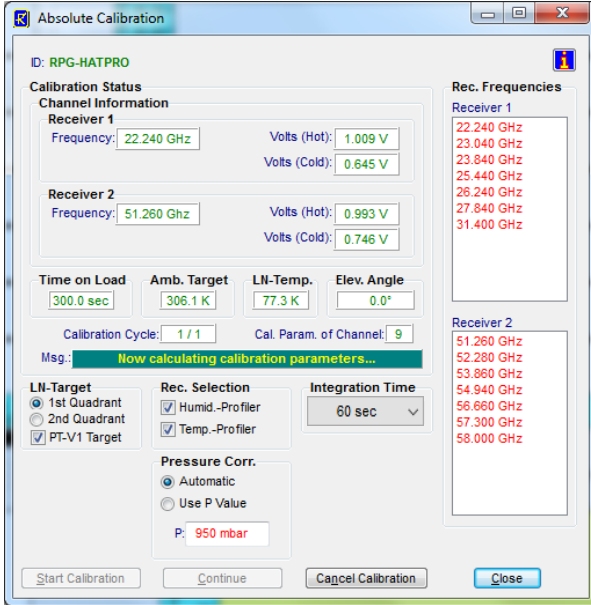 Absolute Calibration
ID: RPG-HATPRO
Calibration Status
Channel Information
Receiver 1
Frequency: 22.240 GHz
Volts (Hot): 1.009 V
Volts (Cold): 0.645 V
Receiver 2
Frequency: 51.260 Ghz
Volts (Hot): 0.993 V
Volts (Cold): 0.746 V
Time on Load
300.0 sec
Amb. Target
306.1 K
LN-Temp.
77.3 K
Elev. Angle
0.0°
Calibration Cycle: 1 / 1
Cal. Param. of Channel: 9
Msg.: Now calculating calibration parameters...
LN-Target
1st Quadrant
2nd Quadrant
PT-V1 Target
Rec. Selection
Humid.-Profiler
Temp.-Profiler
Integration Time
60 sec
Pressure Corr.
Automatic
Use P Value
P: 950 mbar
Rec. Frequencies
Receiver 1
22.240 GHz
23.040 GHz
23.840 GHz
25.440 GHz
26.240 GHz
27.840 GHz
31.400 GHz
Receiver 2
51.260 GHz
52.280 GHz
53.860 GHz
54.940 GHz
56.660 GHz
57.300 GHz
58.000 GHz
Start Calibration
Continue
Cancel Calibration
Close